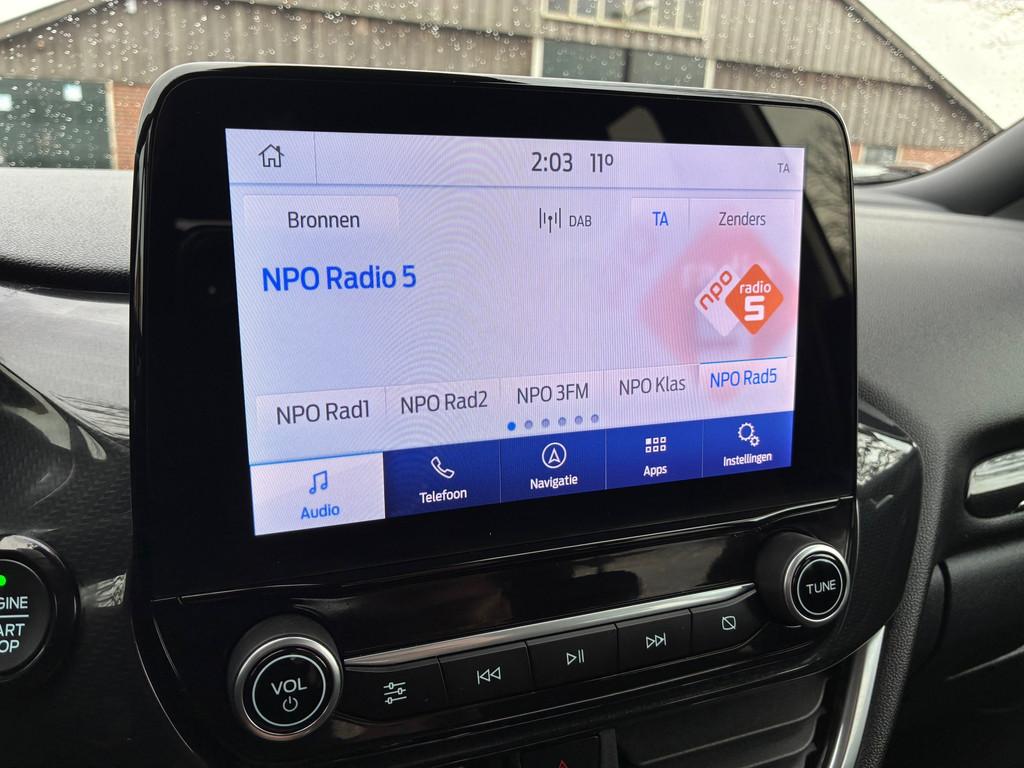 2:03 11°
TA
Bronnen
DAB
TA
Zenders
NPO Radio 5
npo
radio
5
NPO Rad1
NPO Rad2
NPO 3FM
NPO Klas
NPO Rad5
Audio
Telefoon
Navigatie
Apps
Instellingen
VOL
TUNE
GINE
ART
OP